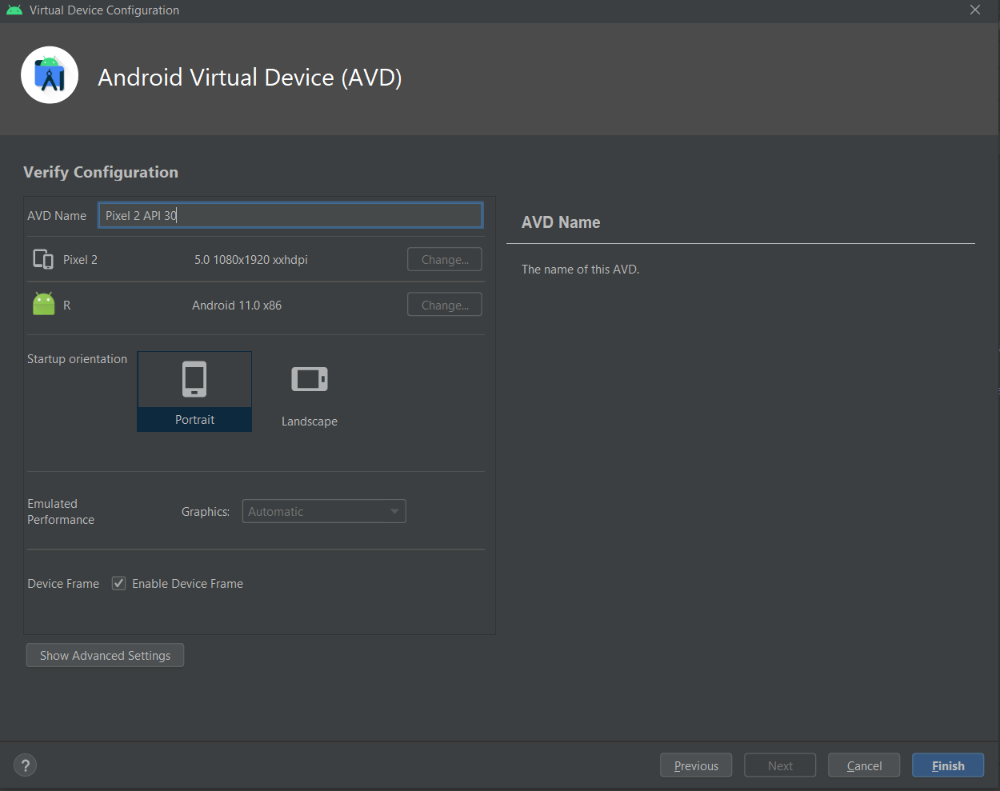 Virtual Device Configuration
Android Virtual Device (AVD)
Verify Configuration
AVD Name Pixel 2 API 30
Pixel 2 5.0 1080x1920 xxhdpi Change...
R Android 11.0 x86 Change...
Startup orientation
Portrait
Landscape
Emulated
Performance
Graphics: Automatic
Device Frame Enable Device Frame
Show Advanced Settings
AVD Name
The name of this AVD.
?
Previous Next Cancel Finish